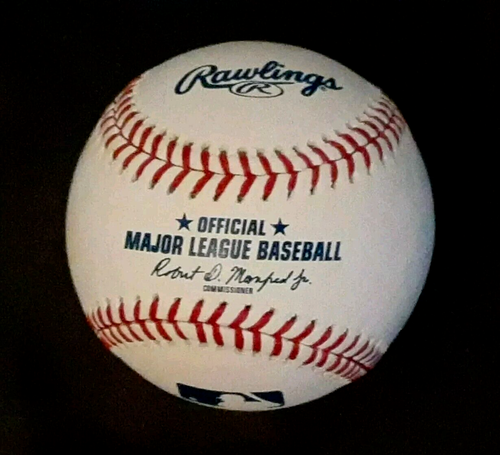 Rawlings
R
★ OFFICIAL ★
MAJOR LEAGUE BASEBALL
Robert D. Manfred Jr.
COMMISSIONER